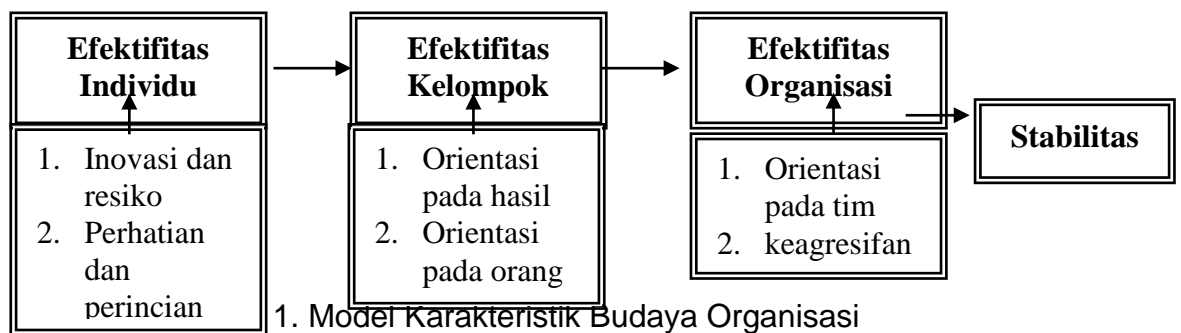 Efektifitas
Individu
1. Inovasi dan
resiko
2. Perhatian
dan
perincian
Efektifitas
Kelompok
1. Orientasi
pada hasil
2. Orientasi
pada orang
Efektifitas
Organisasi
1. Orientasi
pada tim
2. keagresifan
Stabilitas
1. Model Karakteristik Budaya Organisasi